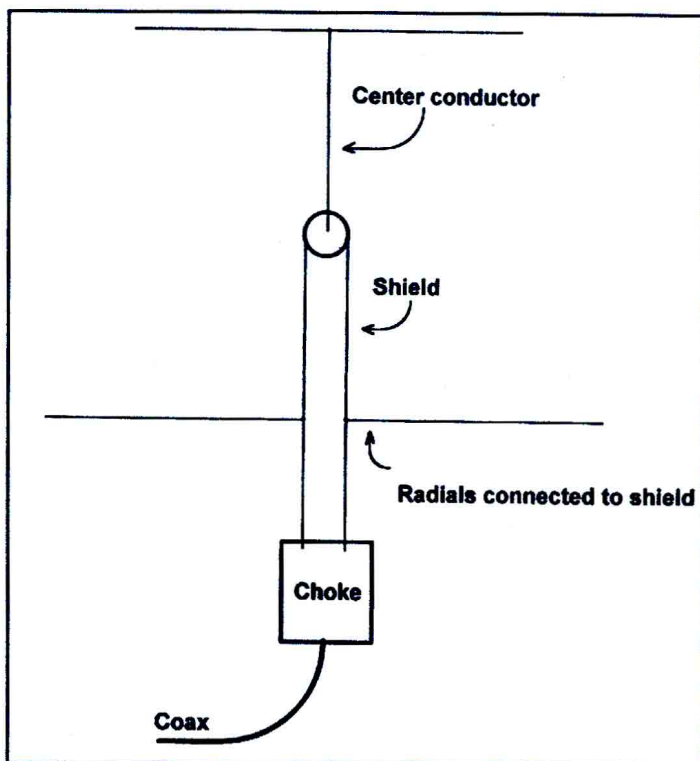 Center conductor
Shield
Radials connected to shield
Choke
Coax